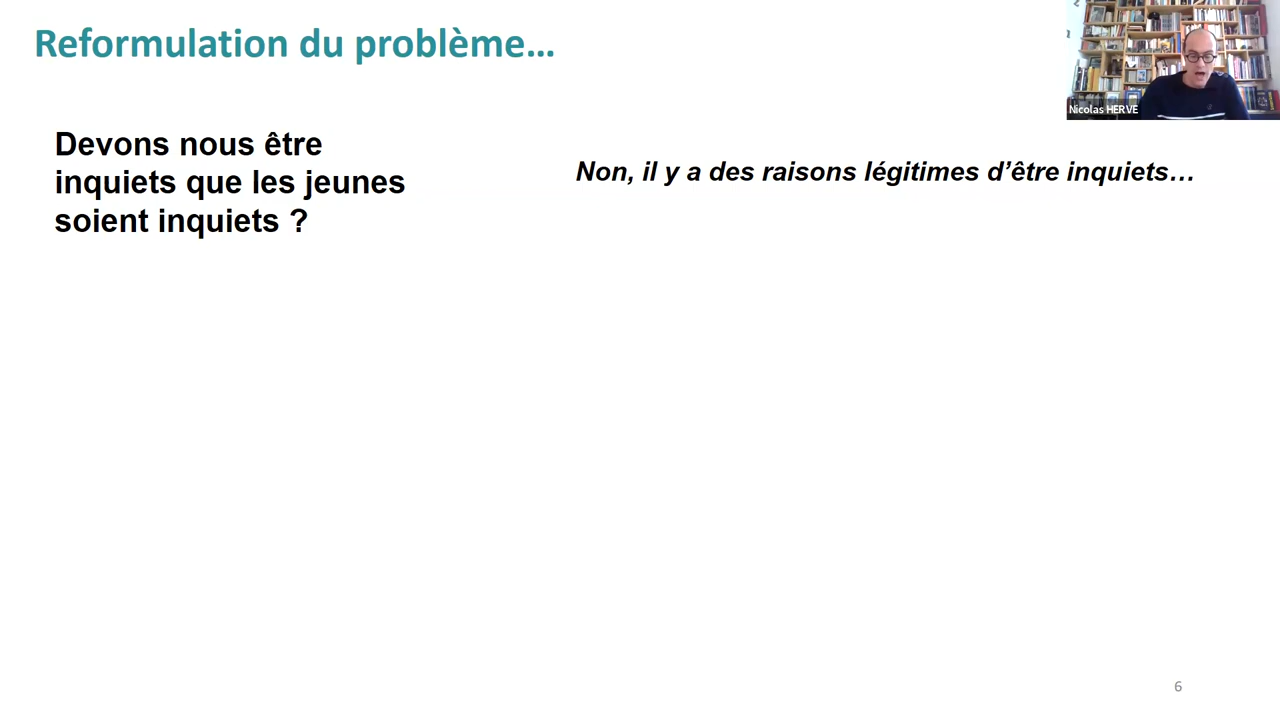 Reformulation du problème...
Nicolas HERVE
Devons nous être
inquiets que les jeunes
soient inquiets ?
Non, il y a des raisons légitimes d’être inquiets...
6